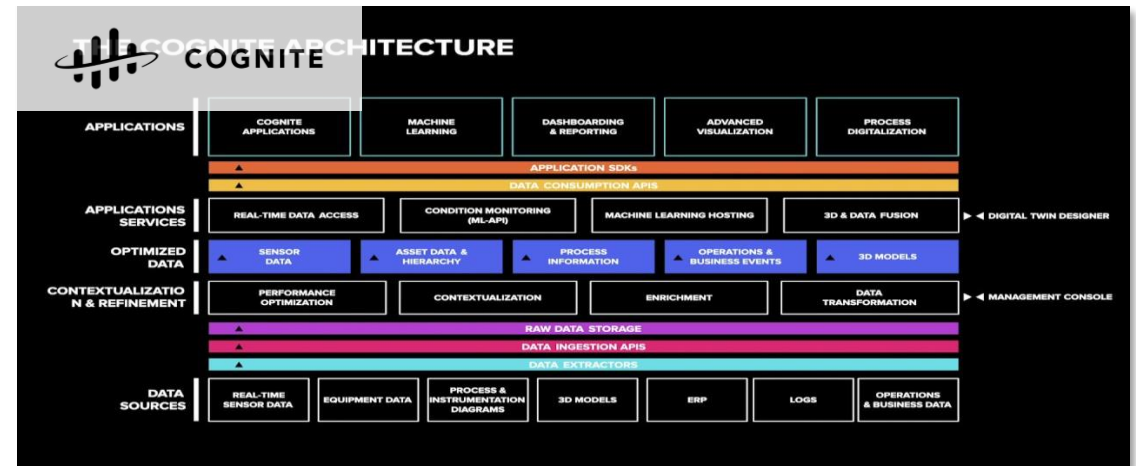 THE COGNITE ARCHITECTURE
COGNITE
APPLICATIONS
COGNITE
APPLICATIONS
MACHINE
LEARNING
DASHBOARDING
& REPORTING
ADVANCED
VISUALIZATION
PROCESS
DIGITALIZATION
APPLICATION SDKs
DATA CONSUMPTION APIS
APPLICATIONS
SERVICES
REAL-TIME DATA ACCESS
CONDITION MONITORING
(ML-API)
MACHINE LEARNING HOSTING
3D & DATA FUSION
DIGITAL TWIN DESIGNER
OPTIMIZED
DATA
SENSOR
DATA
ASSET DATA &
HIERARCHY
PROCESS
INFORMATION
OPERATIONS &
BUSINESS EVENTS
3D MODELS
CONTEXTUALIZATIO
N & REFINEMENT
PERFORMANCE
OPTIMIZATION
CONTEXTUALIZATION
ENRICHMENT
DATA
TRANSFORMATION
MANAGEMENT CONSOLE
RAW DATA STORAGE
DATA INGESTION APIS
DATA EXTRACTORS
DATA
SOURCES
REAL-TIME
SENSOR DATA
EQUIPMENT DATA
PROCESS &
INSTRUMENTATION
DIAGRAMS
3D MODELS
ERP
LOGS
OPERATIONS
& BUSINESS DATA